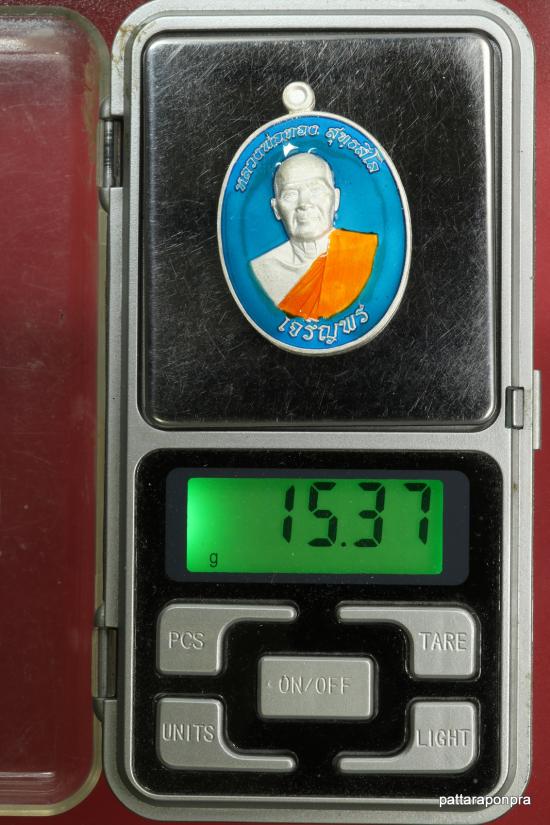 หลวงพ่อทอง สุทฺธสีโล
เจริญพร
15.37
g
PCS
TARE
ON/OFF
UNITS
LIGHT
pattaraponpra